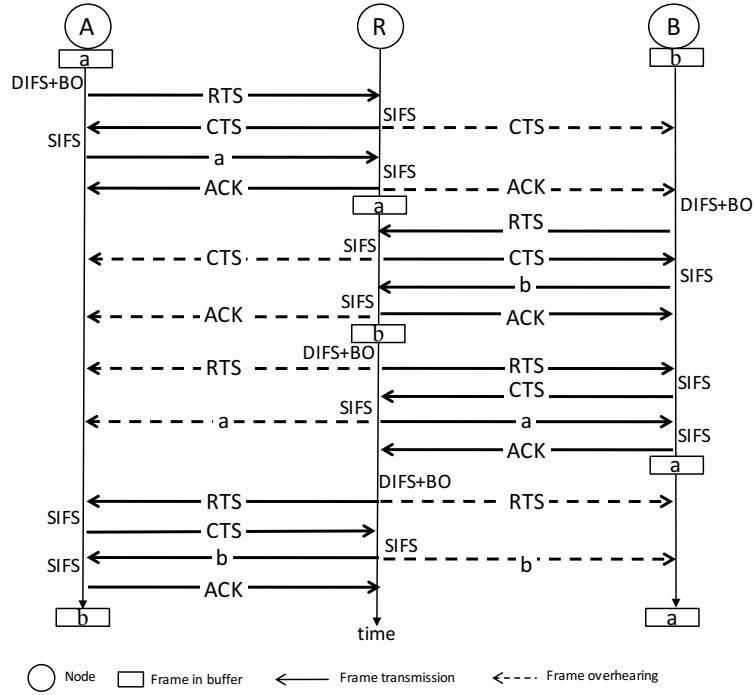 A R B
a b
DIFS+BO
RTS
SIFS
CTS CTS
SIFS
a
SIFS
ACK ACK
a
DIFS+BO
RTS
SIFS
CTS CTS
SIFS
b
SIFS
ACK ACK
b
DIFS+BO
RTS RTS
SIFS
CTS
SIFS
a a
SIFS
ACK
a
DIFS+BO
RTS RTS
SIFS
CTS
SIFS
b b
SIFS
ACK
b a
time
Node Frame in buffer Frame transmission Frame overhearing